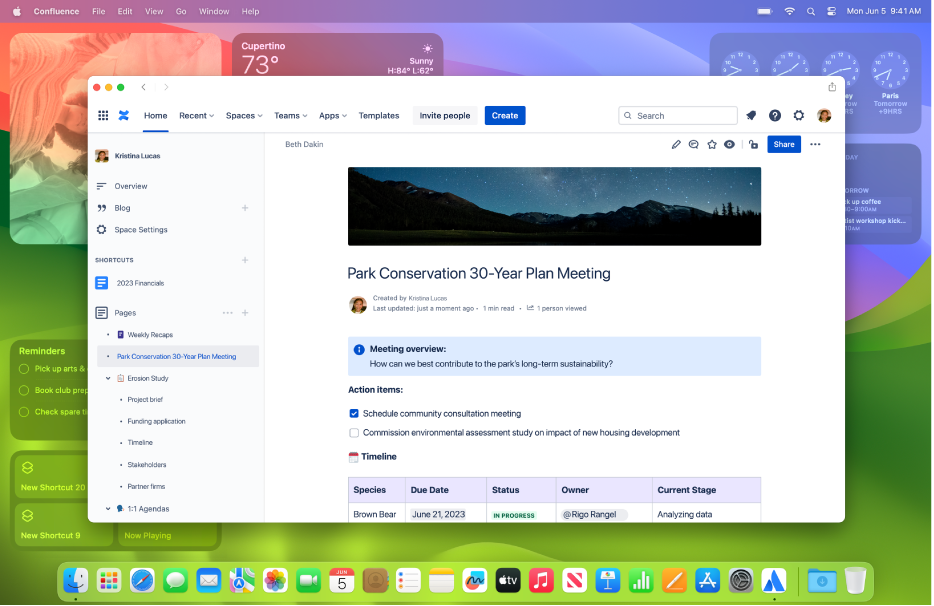 Confluence File Edit View Go Window Help Mon Jun 5 9:41 AM
Cupertino
73°
Sunny
H:84° L:62°
Paris
Tomorrow
+9HRS
Home Recent Spaces Teams Apps Templates Invite people Create Search
Kristina Lucas
Overview
Blog
Space Settings
SHORTCUTS
2023 Financials
Pages
Weekly Recaps
Park Conservation 30-Year Plan Meeting
Erosion Study
Project brief
Funding application
Timeline
Stakeholders
Partner firms
1:1 Agendas
Beth Dakin Share
Park Conservation 30-Year Plan Meeting
Created by Kristina Lucas
Last updated: just a moment ago • 1 min read • 1 person viewed
Meeting overview:
How can we best contribute to the park's long-term sustainability?
Action items:
Schedule community consultation meeting
Commission environmental assessment study on impact of new housing development
Timeline
Species Due Date Status Owner Current Stage
Brown Bear June 21, 2023 IN PROGRESS @Rigo Rangel Analyzing data
up coffee
9:00AM
list workshop kick...
Reminders
Pick up arts &
Book club prep
Check spare
New Shortcut 20
New Shortcut 9
Now Playing
JUN
5
tv